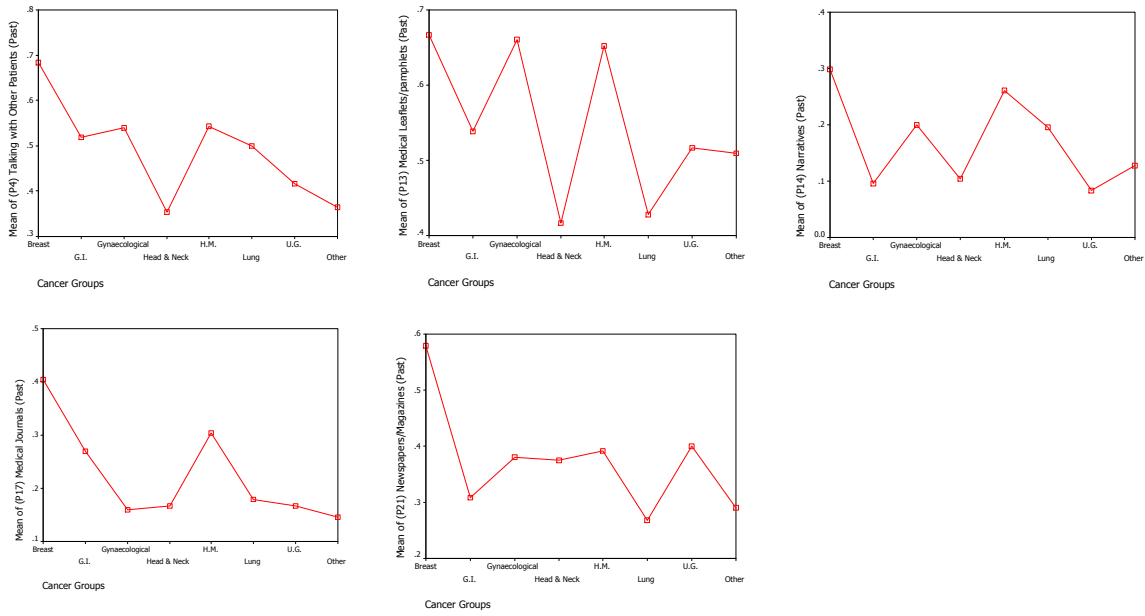 Mean of (P4) Talking with Other Patients (Past)
.8
.7
.6
.5
.4
.3
Breast
G.I.
Gynaecological
Head & Neck
H.M.
Lung
U.G.
Other
Cancer Groups
Mean of (P13) Medical Leaflets/pamphlets (Past)
.7
.6
.5
.4
Breast
G.I.
Gynaecological
Head & Neck
H.M.
Lung
U.G.
Other
Cancer Groups
Mean of (P14) Narratives (Past)
.4
.3
.2
0.1
0.0
Breast
G.I.
Gynaecological
Head & Neck
H.M.
Lung
U.G.
Other
Cancer Groups
Mean of (P17) Medical Journals (Past)
.5
.4
.3
.2
.1
Breast
G.I.
Gynaecological
Head & Neck
H.M.
Lung
U.G.
Other
Cancer Groups
Mean of (P21) Newspapers/Magazines (Past)
.6
.5
.4
.3
.2
Breast
G.I.
Gynaecological
Head & Neck
H.M.
Lung
U.G.
Other
Cancer Groups